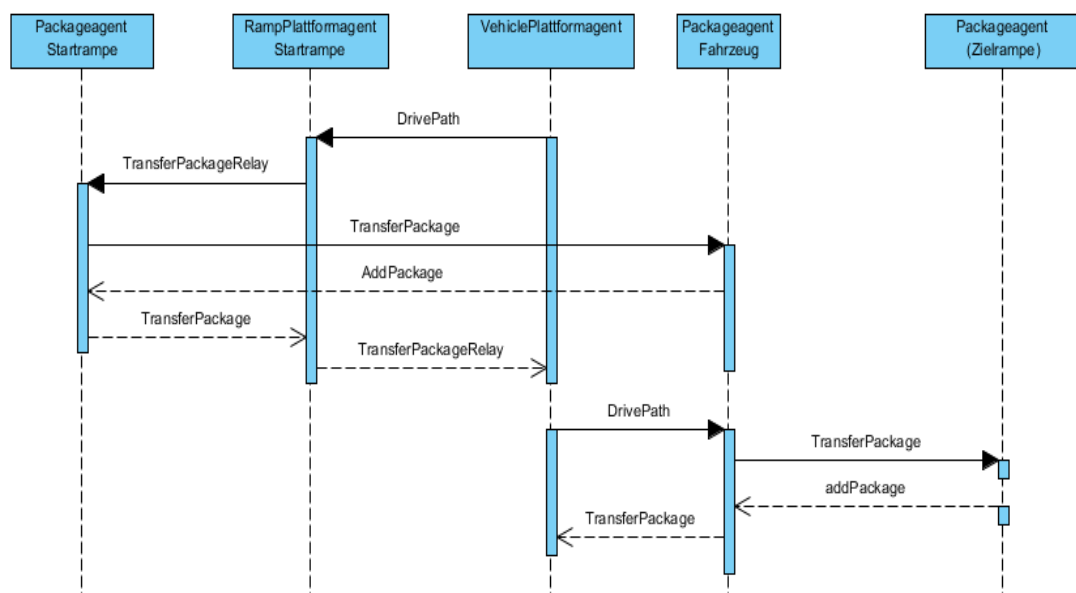 Packageagent
Startrampe
RampPlattformagent
Startrampe
VehiclePlattformagent
Packageagent
Fahrzeug
Packageagent
(Zielrampe)
DrivePath
TransferPackageRelay
TransferPackage
AddPackage
TransferPackage
TransferPackageRelay
DrivePath
TransferPackage
addPackage
TransferPackage